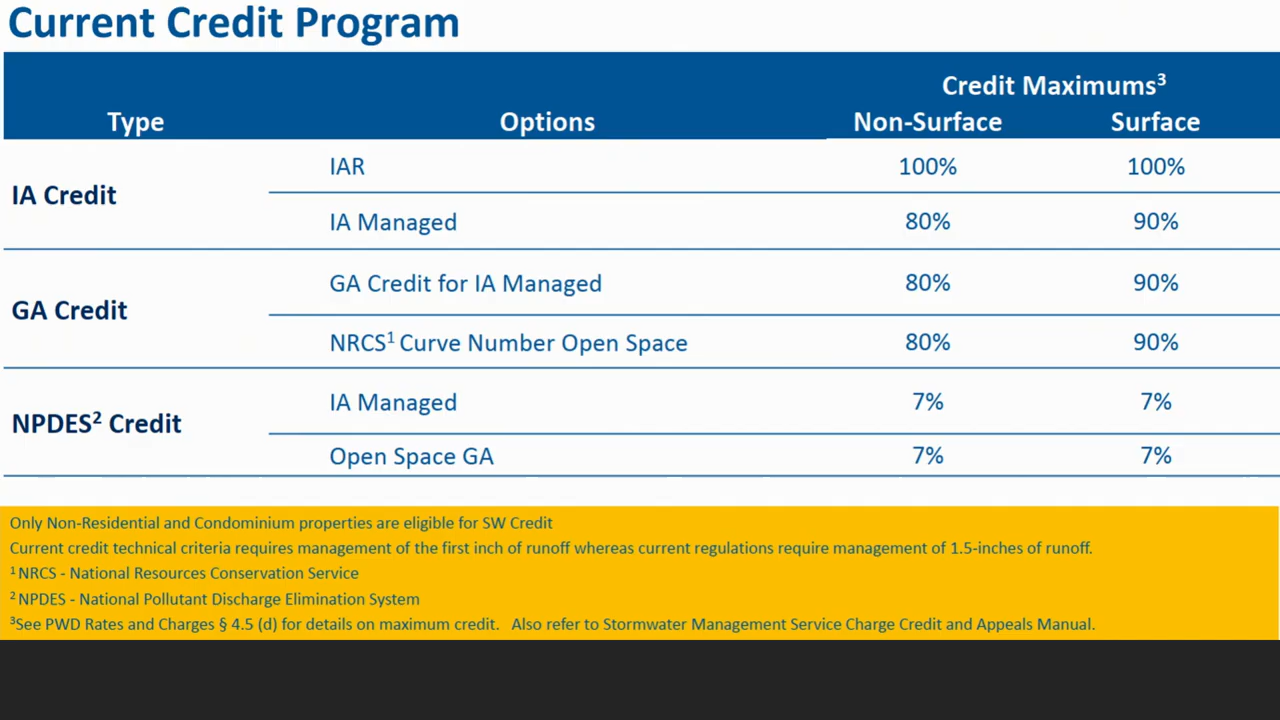 Current Credit Program
Credit Maximums³
Type Options Non-Surface Surface
IA Credit
IAR 100% 100%
IA Managed 80% 90%
GA Credit
GA Credit for IA Managed 80% 90%
NRCS¹ Curve Number Open Space 80% 90%
NPDES² Credit
IA Managed 7% 7%
Open Space GA 7% 7%
Only Non-Residential and Condominium properties are eligible for SW Credit
Current credit technical criteria requires management of the first inch of runoff whereas current regulations require management of 1.5-inches of runoff.
¹ NRCS - National Resources Conservation Service
² NPDES - National Pollutant Discharge Elimination System
³See PWD Rates and Charges § 4.5 (d) for details on maximum credit. Also refer to Stormwater Management Service Charge Credit and Appeals Manual.